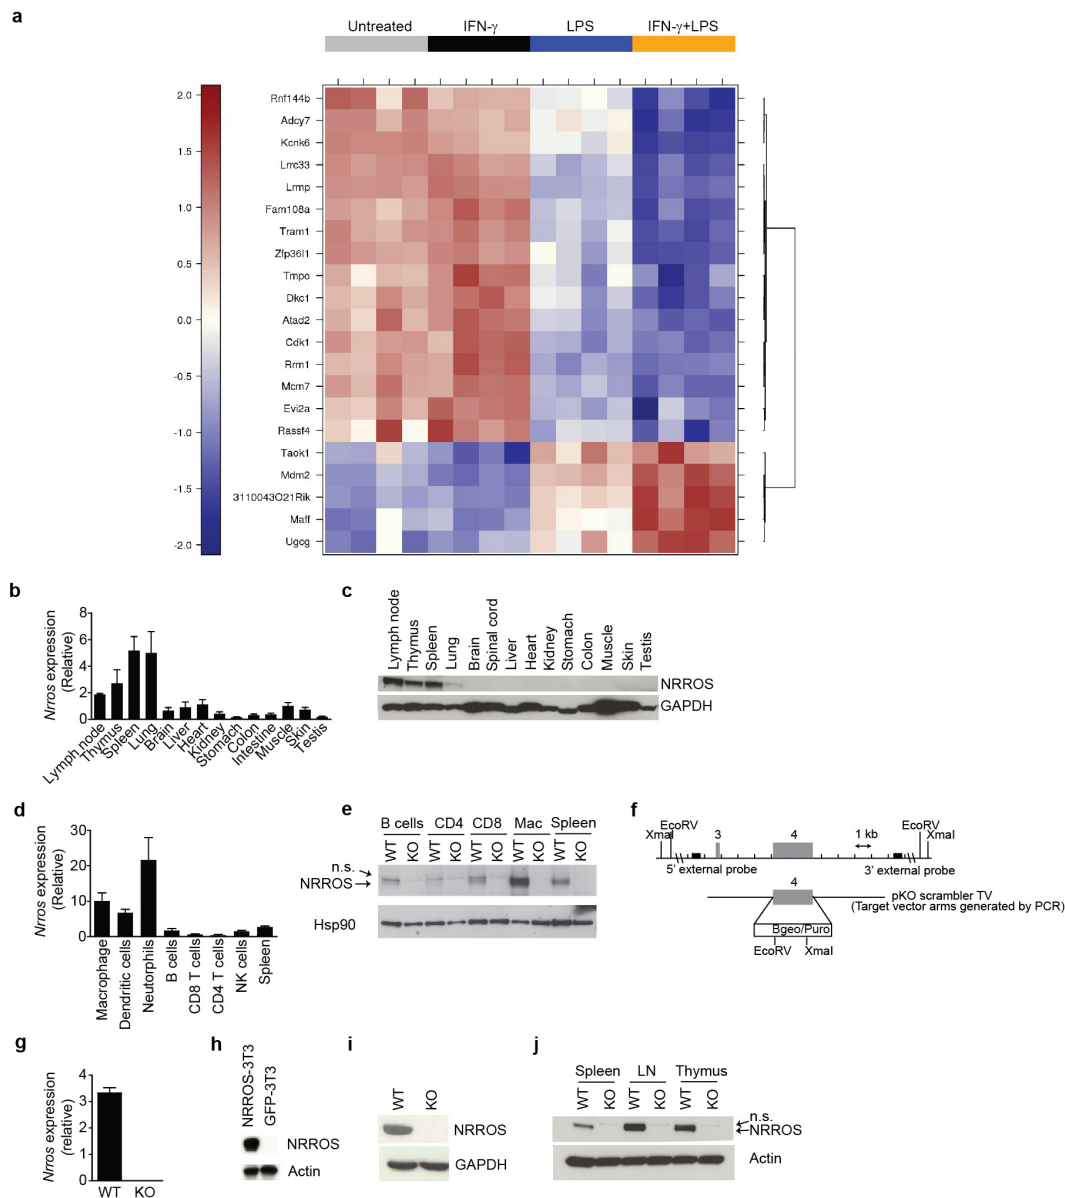 a
Untreated IFN-γ LPS IFN-γ+LPS
2.0
1.5
1.0
0.5
0.0
-0.5
-1.0
-1.5
-2.0
Rnf144b
Adcy7
Kcnk6
Lrrc33
Lrmp
Fam108a
Tram1
Zfp36l1
Tmpo
Dkc1
Atad2
Cdk1
Rrm1
Mcm7
Evi2a
Rassf4
Taok1
Mdm2
3110043O21Rik
Maff
Ugcg
b
Nrros expression
(Relative)
8
6
4
2
0
Lymph node
Thymus
Spleen
Lung
Brain
Liver
Heart
Kidney
Stomach
Colon
Intestine
Muscle
Skin
Testis
c
Lymph node
Thymus
Spleen
Lung
Brain
Spinal cord
Liver
Heart
Kidney
Stomach
Colon
Muscle
Skin
Testis
NRROS
GAPDH
d
Nrros expression
(Relative)
30
20
10
0
Macrophage
Dendritic cells
Neutorphils
B cells
CD8 T cells
CD4 T cells
NK cells
Spleen
e
B cells CD4 CD8 Mac Spleen
WT KO WT KO WT KO WT KO WT KO
n.s.
NRROS
Hsp90
f
EcoRV
XmaI
3
4
1 kb
EcoRV
XmaI
5' external probe
3' external probe
4
pKO scrambler TV
(Target vector arms generated by PCR)
Bgeo/Puro
EcoRV XmaI
g
Nrros expression
(relative)
4
3
2
1
0
WT KO
h
NRROS-3T3
GFP-3T3
NRROS
Actin
i
WT KO
NRROS
GAPDH
j
Spleen LN Thymus
WT KO WT KO WT KO
n.s.
NRROS
Actin